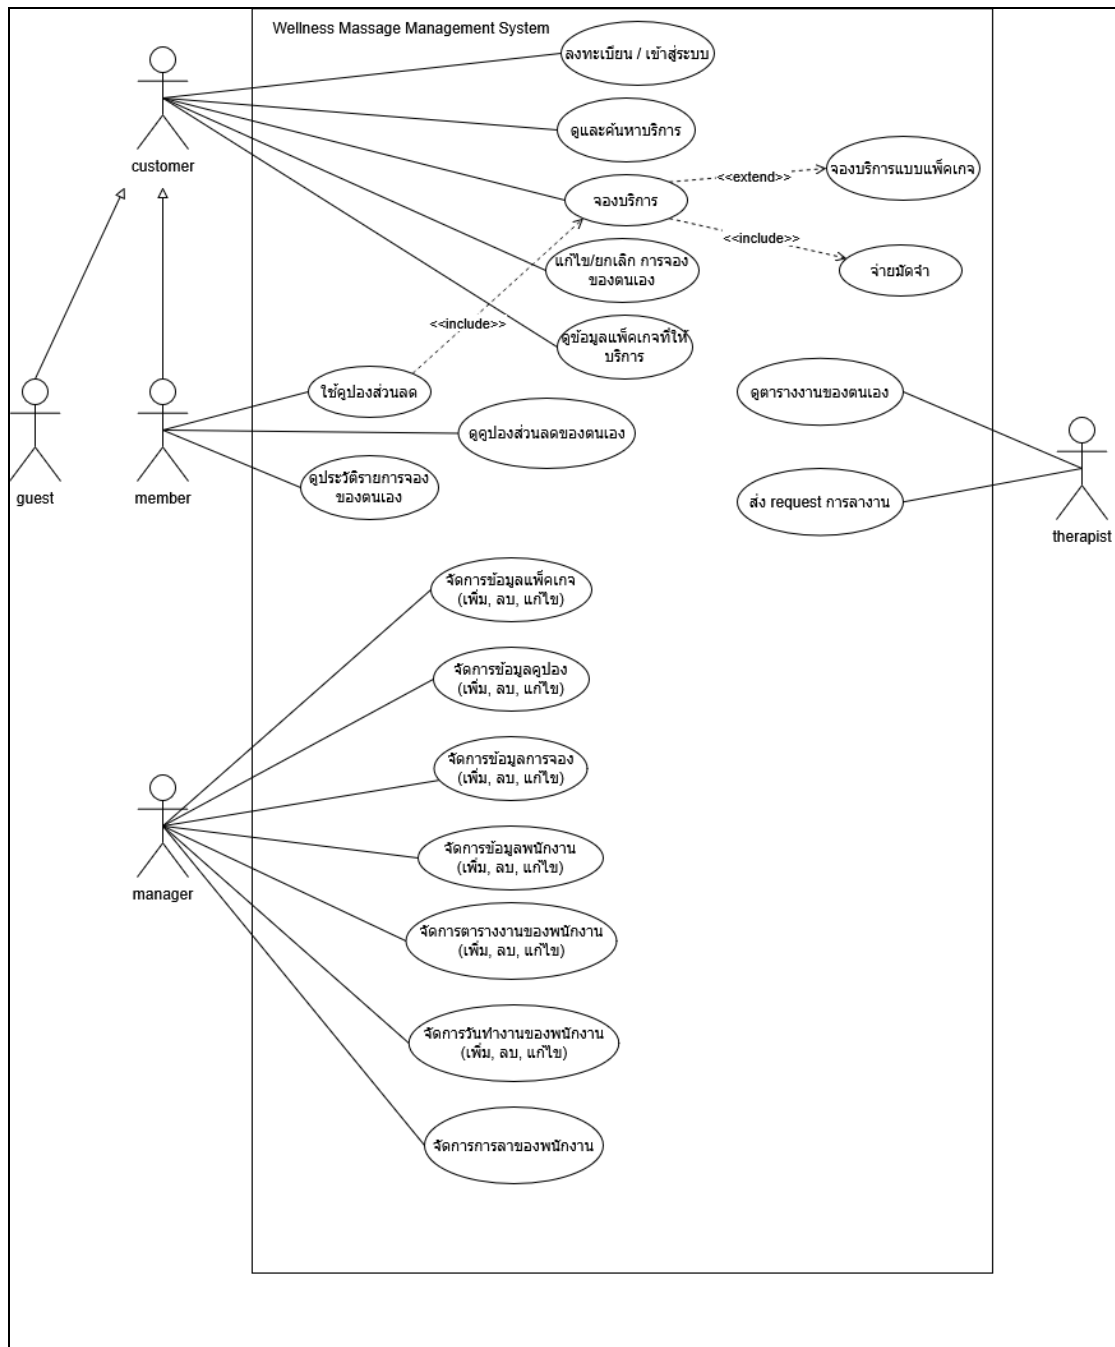 Wellness Massage Management System
ลงทะเบียน / เข้าสู่ระบบ
customer
ดูและค้นหาบริการ
<<extend>>
จองบริการแบบแพ็คเกจ
จองบริการ
<<include>>
แก้ไข/ยกเลิก การจอง
ของตนเอง
จ่ายมัดจำ
<<include>>
ดูข้อมูลแพ็คเกจที่ให้
บริการ
ใช้คูปองส่วนลด
ดูตารางงานของตนเอง
ดูคูปองส่วนลดของตนเอง
ดูประวัติรายการจอง
ของตนเอง
guest
member
ส่ง request การลางาน
therapist
จัดการข้อมูลแพ็คเกจ
(เพิ่ม, ลบ, แก้ไข)
จัดการข้อมูลคูปอง
(เพิ่ม, ลบ, แก้ไข)
จัดการข้อมูลการจอง
(เพิ่ม, ลบ, แก้ไข)
จัดการข้อมูลพนักงาน
(เพิ่ม, ลบ, แก้ไข)
manager
จัดการตารางงานของพนักงาน
(เพิ่ม, ลบ, แก้ไข)
จัดการวันทำงานของพนักงาน
(เพิ่ม, ลบ, แก้ไข)
จัดการการลาของพนักงาน